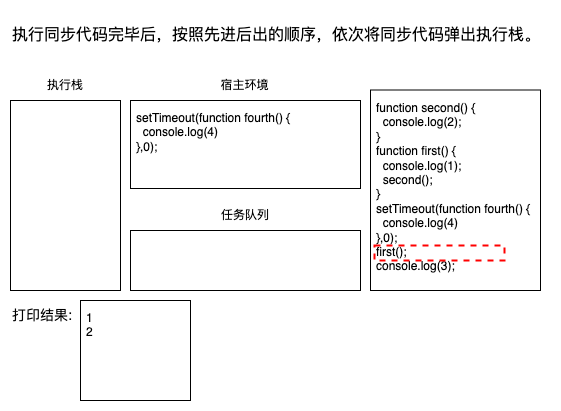 执行同步代码完毕后，按照先进后出的顺序，依次将同步代码弹出执行栈。
执行栈
宿主环境
setTimeout(function fourth() {
console.log(4)
},0);
任务队列
function second() {
console.log(2);
}
function first() {
console.log(1);
second();
}
setTimeout(function fourth() {
console.log(4)
},0);
first();
console.log(3);
打印结果:
1
2